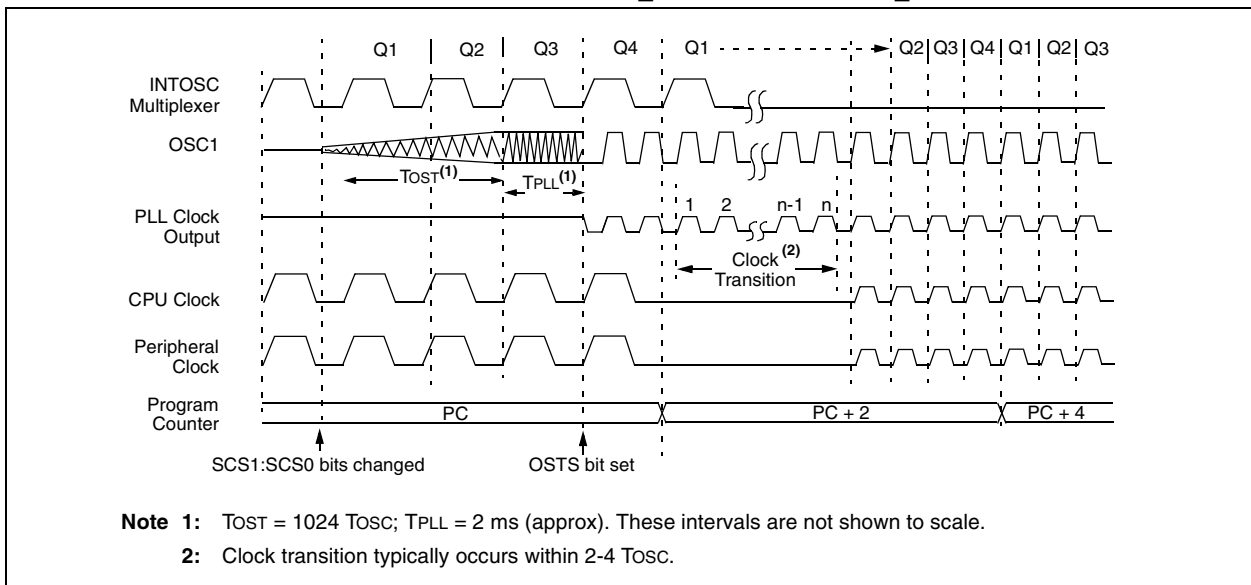 Q1 Q2 Q3 Q4 Q1 Q2 Q3 Q4 Q1 Q2 Q3
INTOSC
Multiplexer
OSC1
TOST(1) TPLL(1)
PLL Clock
Output
1 2 n-1 n
Clock(2)
Transition
CPU Clock
Peripheral
Clock
Program
Counter
PC PC + 2 PC + 4
SCS1:SCS0 bits changed OSTS bit set
Note 1: TOST = 1024 TOSC; TPLL = 2 ms (approx). These intervals are not shown to scale.
2: Clock transition typically occurs within 2-4 TOSC.